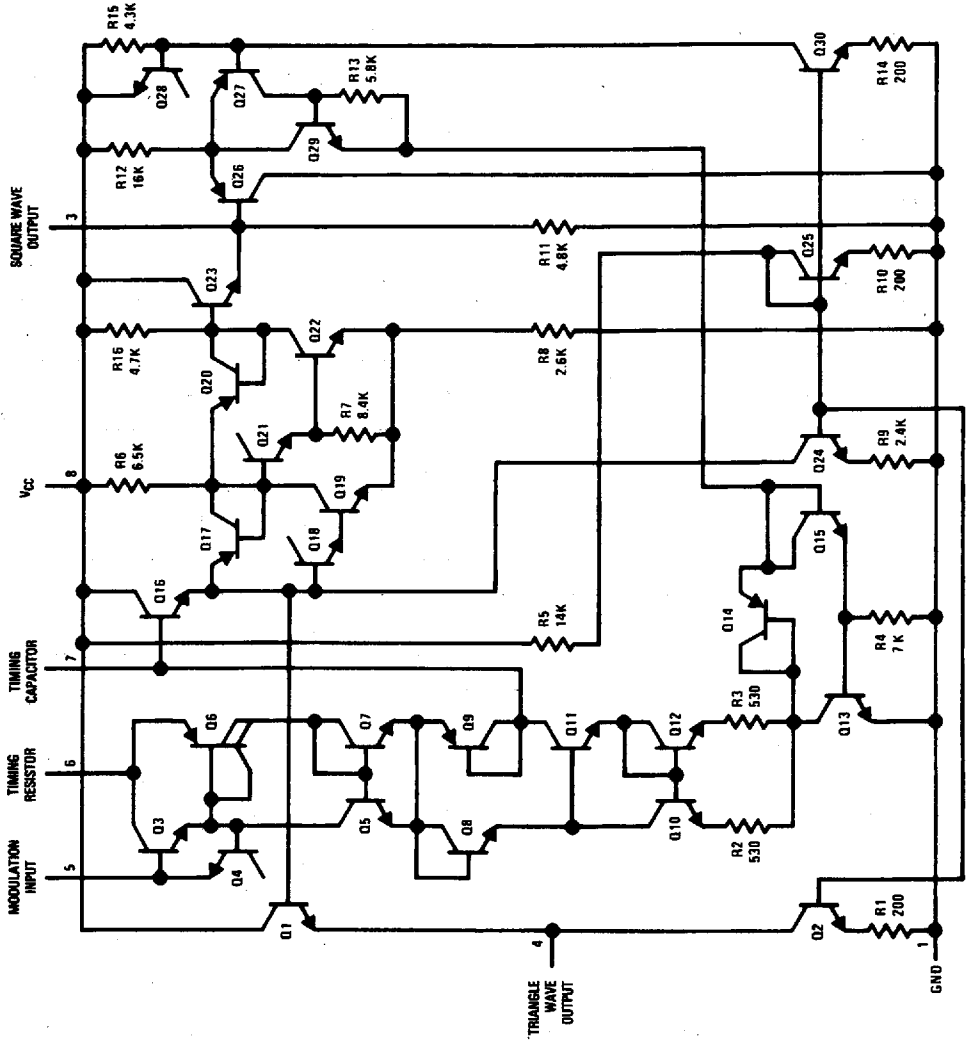 MODULATION
INPUT
5
TIMING
RESISTOR
6
TIMING
CAPACITOR
7
VCC
8
SQUARE WAVE
OUTPUT
3
R15
4.3K
Q28
Q27
R13
5.8K
R12
16K
Q29
Q26
Q23
R16
4.7K
Q20
Q22
Q21
R7
8.4K
R6
6.5K
Q17
Q19
Q18
Q16
Q6
Q3
Q4
Q7
Q5
Q9
Q8
Q11
Q12
Q10
R3
530
R2
530
Q1
4
TRIANGLE
WAVE
OUTPUT
R5
14K
R8
2.6K
R11
4.8K
Q14
Q15
R4
7 K
Q13
Q24
R9
2.4K
Q25
R10
200
Q30
R14
200
Q2
R1
200
1
GND